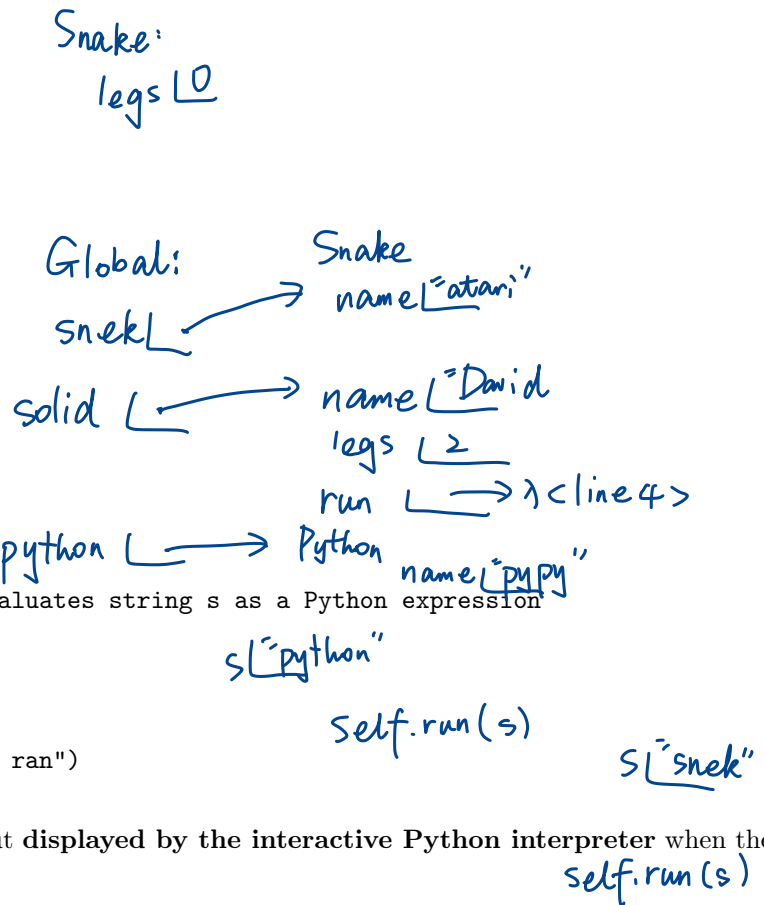 Snake:
legs 0
Global: Snake
name "atari"
snek
solid name "David
legs 2
run λ<line 4>
python Python
name "pypy"
aluates string s as a Python expression
s "python"
self.run(s)
ran") s "snek"
ut displayed by the interactive Python interpreter when the
self.run(s)